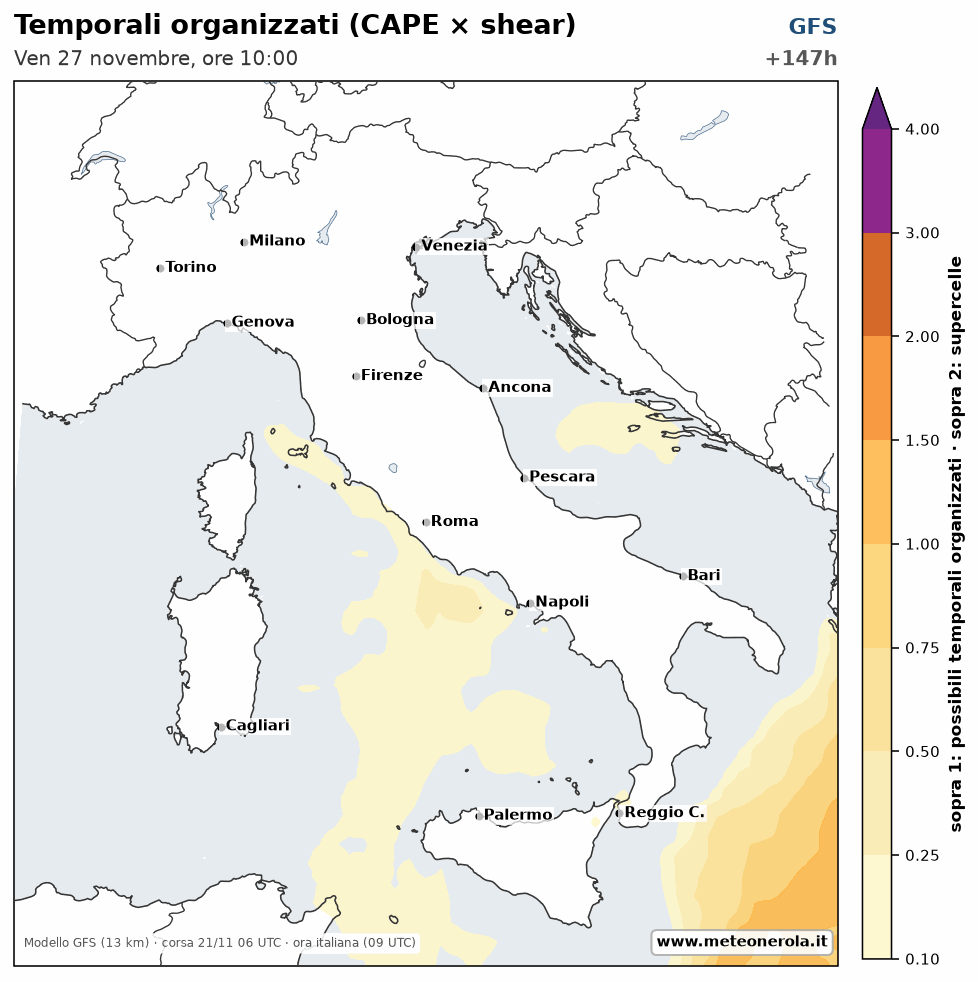 Temporali organizzati (CAPE × shear)
GFS
Ven 27 novembre, ore 10:00
+147h
Milano
Venezia
Torino
Genova
Bologna
Firenze
Ancona
Pescara
Roma
Bari
Napoli
Cagliari
Palermo
Reggio C.
Modello GFS (13 km) · corsa 21/11 06 UTC · ora italiana (09 UTC)
www.meteonerola.it
4.00
3.00
2.00
1.50
1.00
0.75
0.50
0.25
0.10
sopra 1: possibili temporali organizzati · sopra 2: supercelle